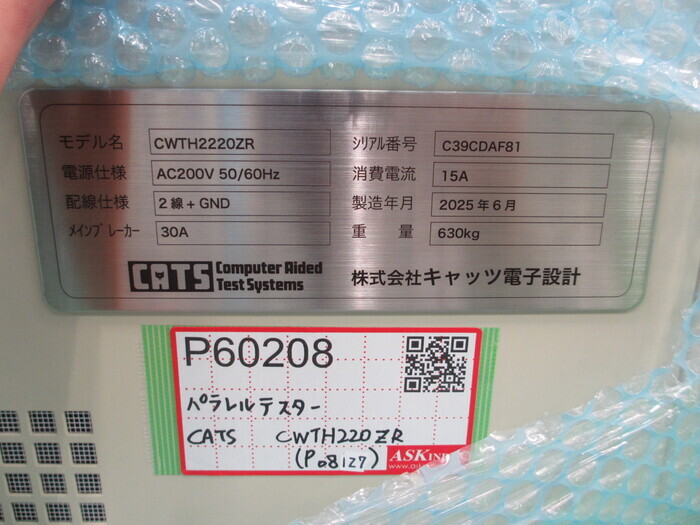 モデル名 CWTH2220ZR シリアル番号 C39CDAF81
電源仕様 AC200V 50/60Hz 消費電流 15A
配線仕様 2線+GND 製造年月 2025年6月
メインブレーカー 30A 重 量 630kg
CATS Computer Aided Test Systems 株式会社キャッツ電子設計
P60208
パラレルテスター
CATS CWTH220ZR
(P08127)